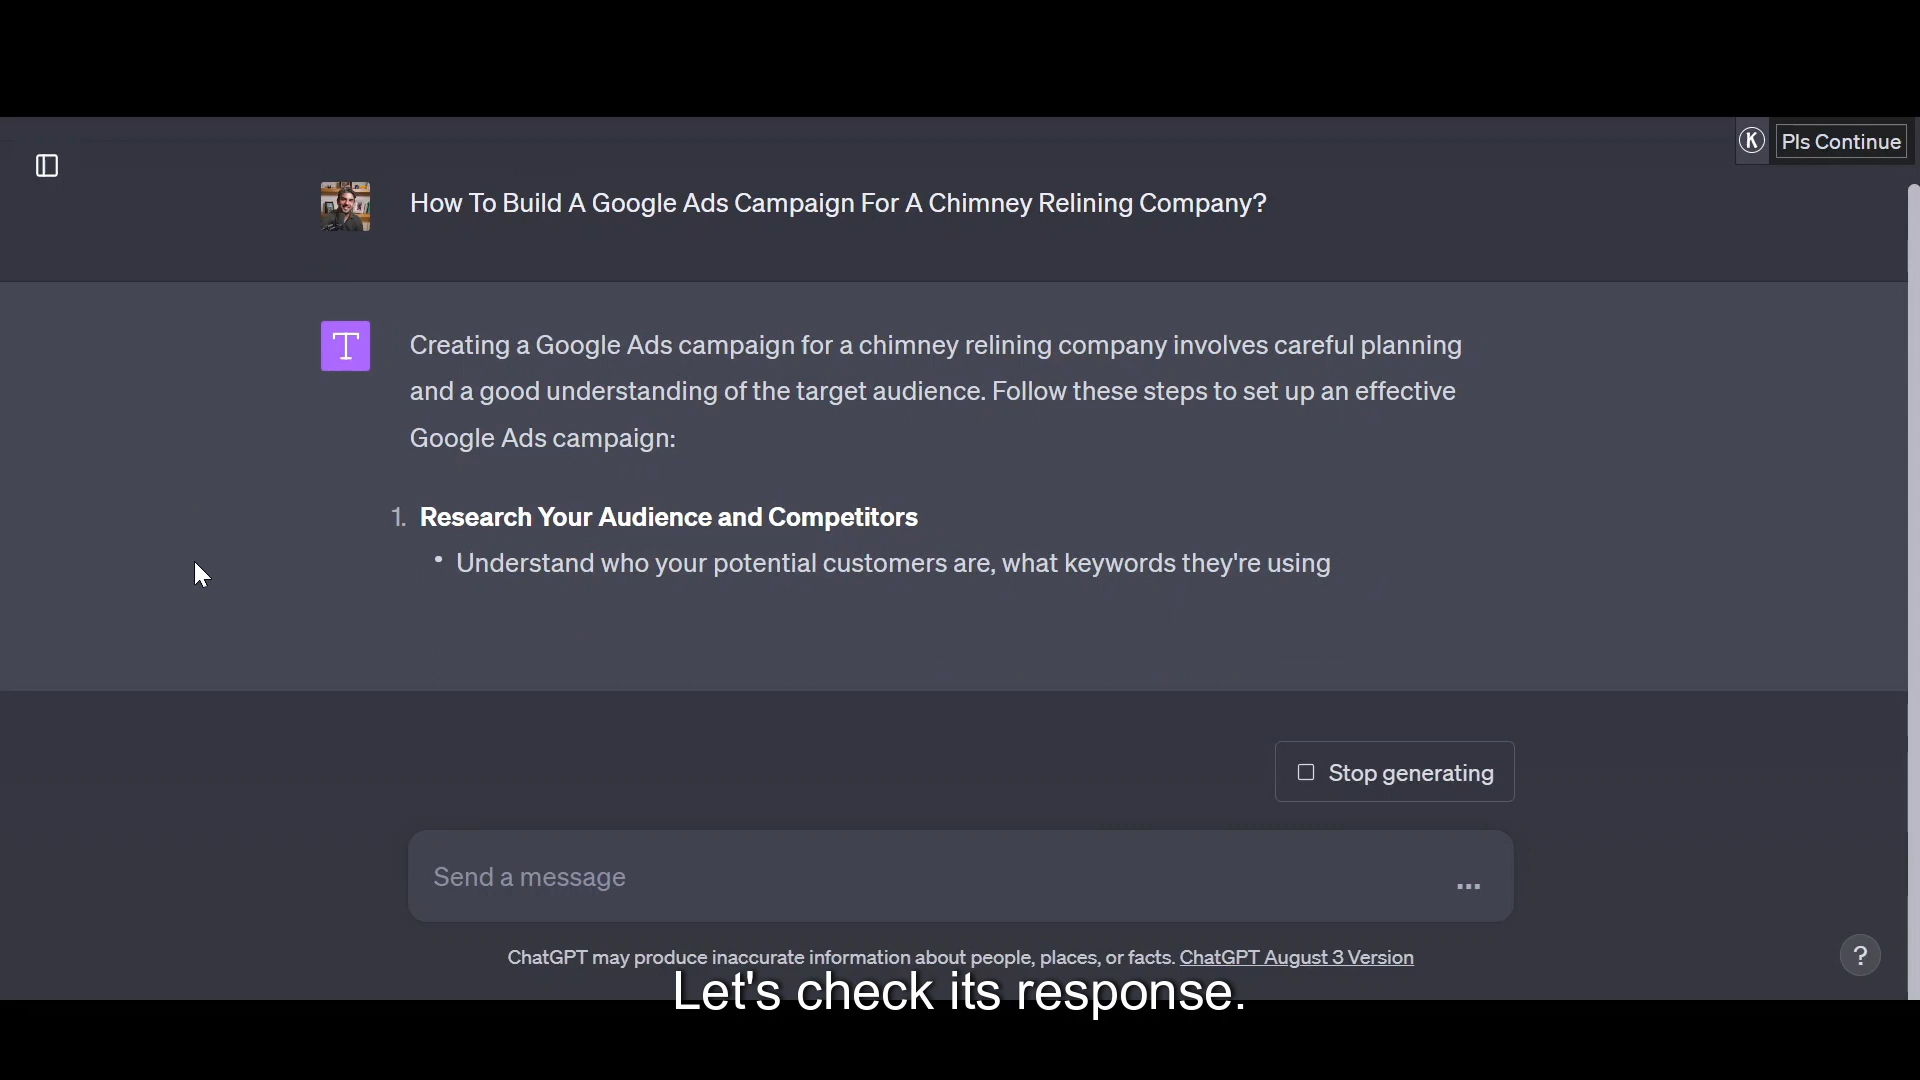 K Pls Continue
How To Build A Google Ads Campaign For A Chimney Relining Company?
T
Creating a Google Ads campaign for a chimney relining company involves careful planning
and a good understanding of the target audience. Follow these steps to set up an effective
Google Ads campaign:
1. Research Your Audience and Competitors
• Understand who your potential customers are, what keywords they're using
Stop generating
Send a message
...
ChatGPT may produce inaccurate information about people, places, or facts. ChatGPT August 3 Version
?
Let's check its response.